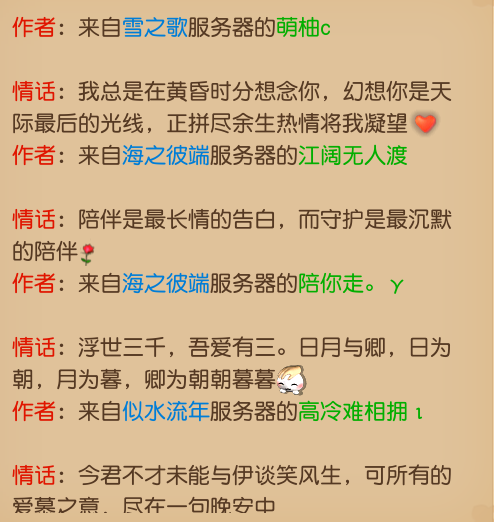 作者：来自雪之歌服务器的萌柚c
情话：我总是在黄昏时分想念你，幻想你是天
际最后的光线，正拼尽余生热情将我凝望
作者：来自海之彼端服务器的江阔无人渡
情话：陪伴是最长情的告白，而守护是最沉默
的陪伴
作者：来自海之彼端服务器的陪你走。γ
情话：浮世三千，吾爱有三。日月与卿，日为
朝，月为暮，卿为朝朝暮暮
作者：来自似水流年服务器的高冷难相拥ι
情话：今君不才未能与伊谈笑风生，可所有的
爱慕之意，尽在一句晚安中